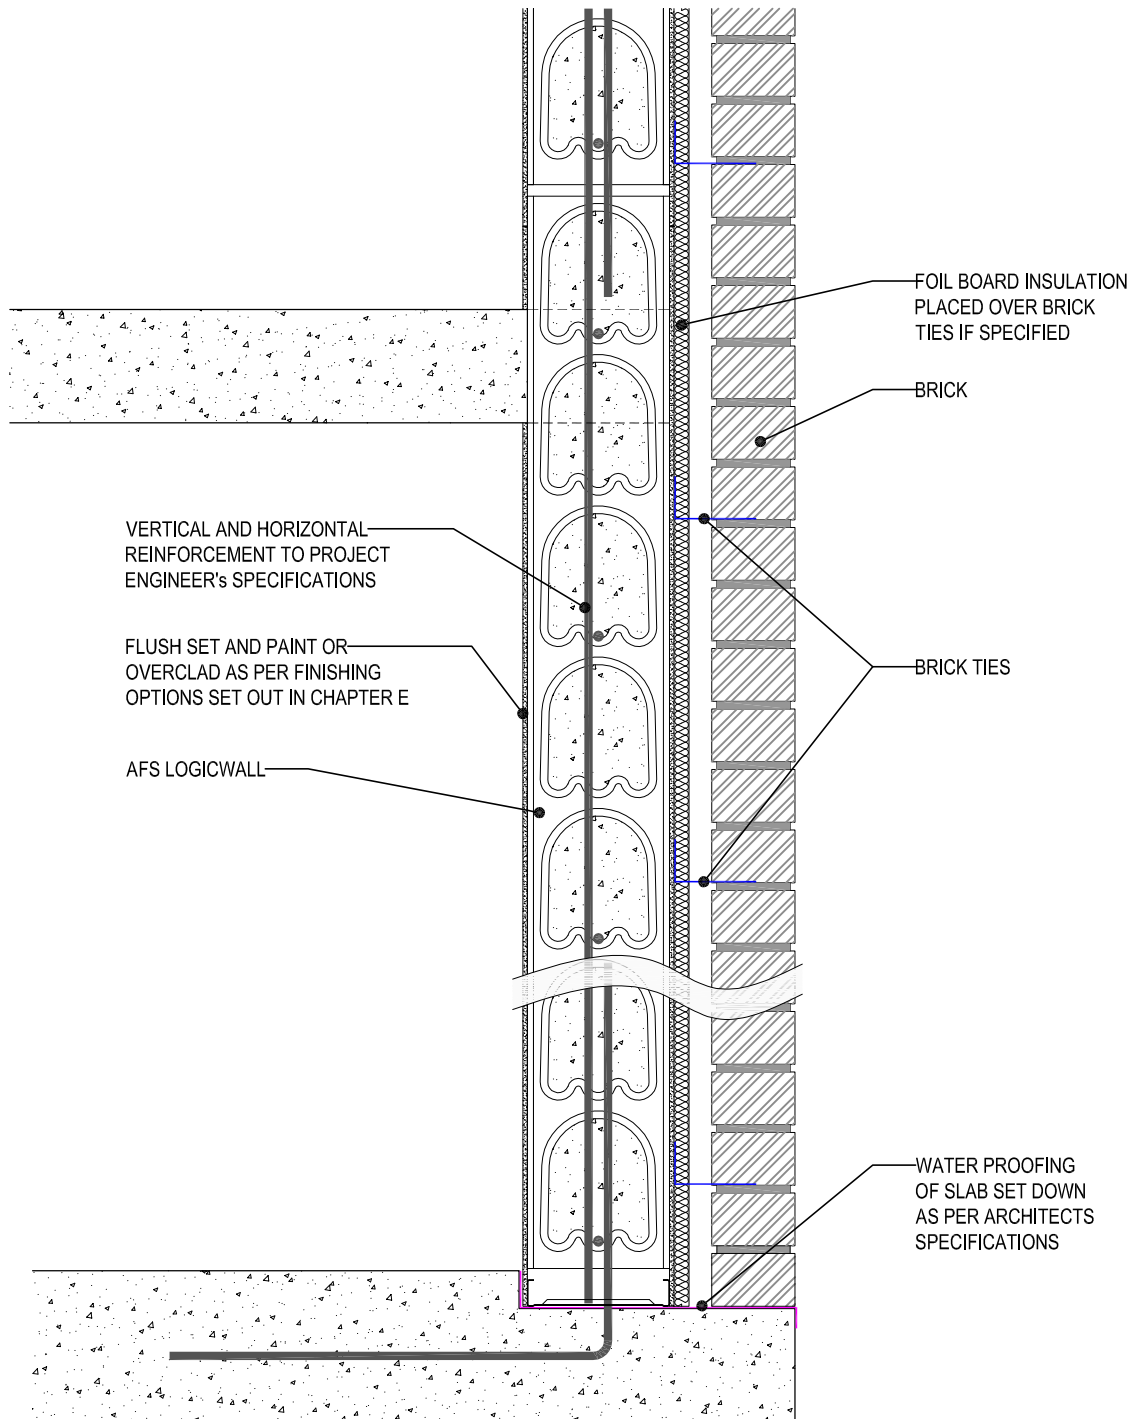 FOIL BOARD INSULATION
PLACED OVER BRICK
TIES IF SPECIFIED
BRICK
VERTICAL AND HORIZONTAL
REINFORCEMENT TO PROJECT
ENGINEER's SPECIFICATIONS
FLUSH SET AND PAINT OR
OVERCLAD AS PER FINISHING
OPTIONS SET OUT IN CHAPTER E
BRICK TIES
AFS LOGICWALL
WATER PROOFING
OF SLAB SET DOWN
AS PER ARCHITECTS
SPECIFICATIONS